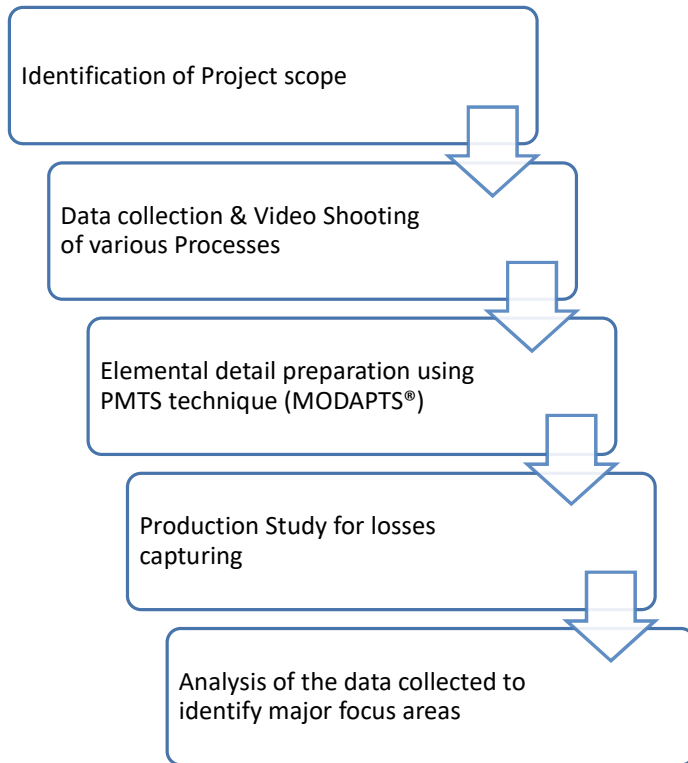 Identification of Project scope
Data collection & Video Shooting
of various Processes
Elemental detail preparation using
PMTS technique (MODAPTS®)
Production Study for losses
capturing
Analysis of the data collected to
identify major focus areas